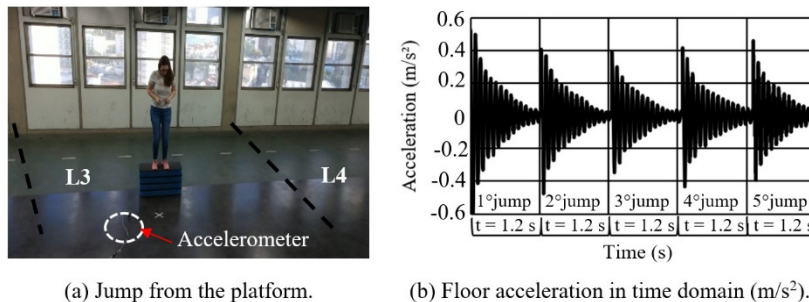 (a)
(b)
L3
L4
Accelerometer
Acceleration (m/s²)
0.6
0.4
0.2
0
-0.2
-0.4
-0.6
1°jump 2°jump 3°jump 4°jump 5°jump
t = 1.2 s t = 1.2 s t = 1.2 s t = 1.2 s t = 1.2 s
Time (s)
(a) Jump from the platform.
(b) Floor acceleration in time domain (m/s²).